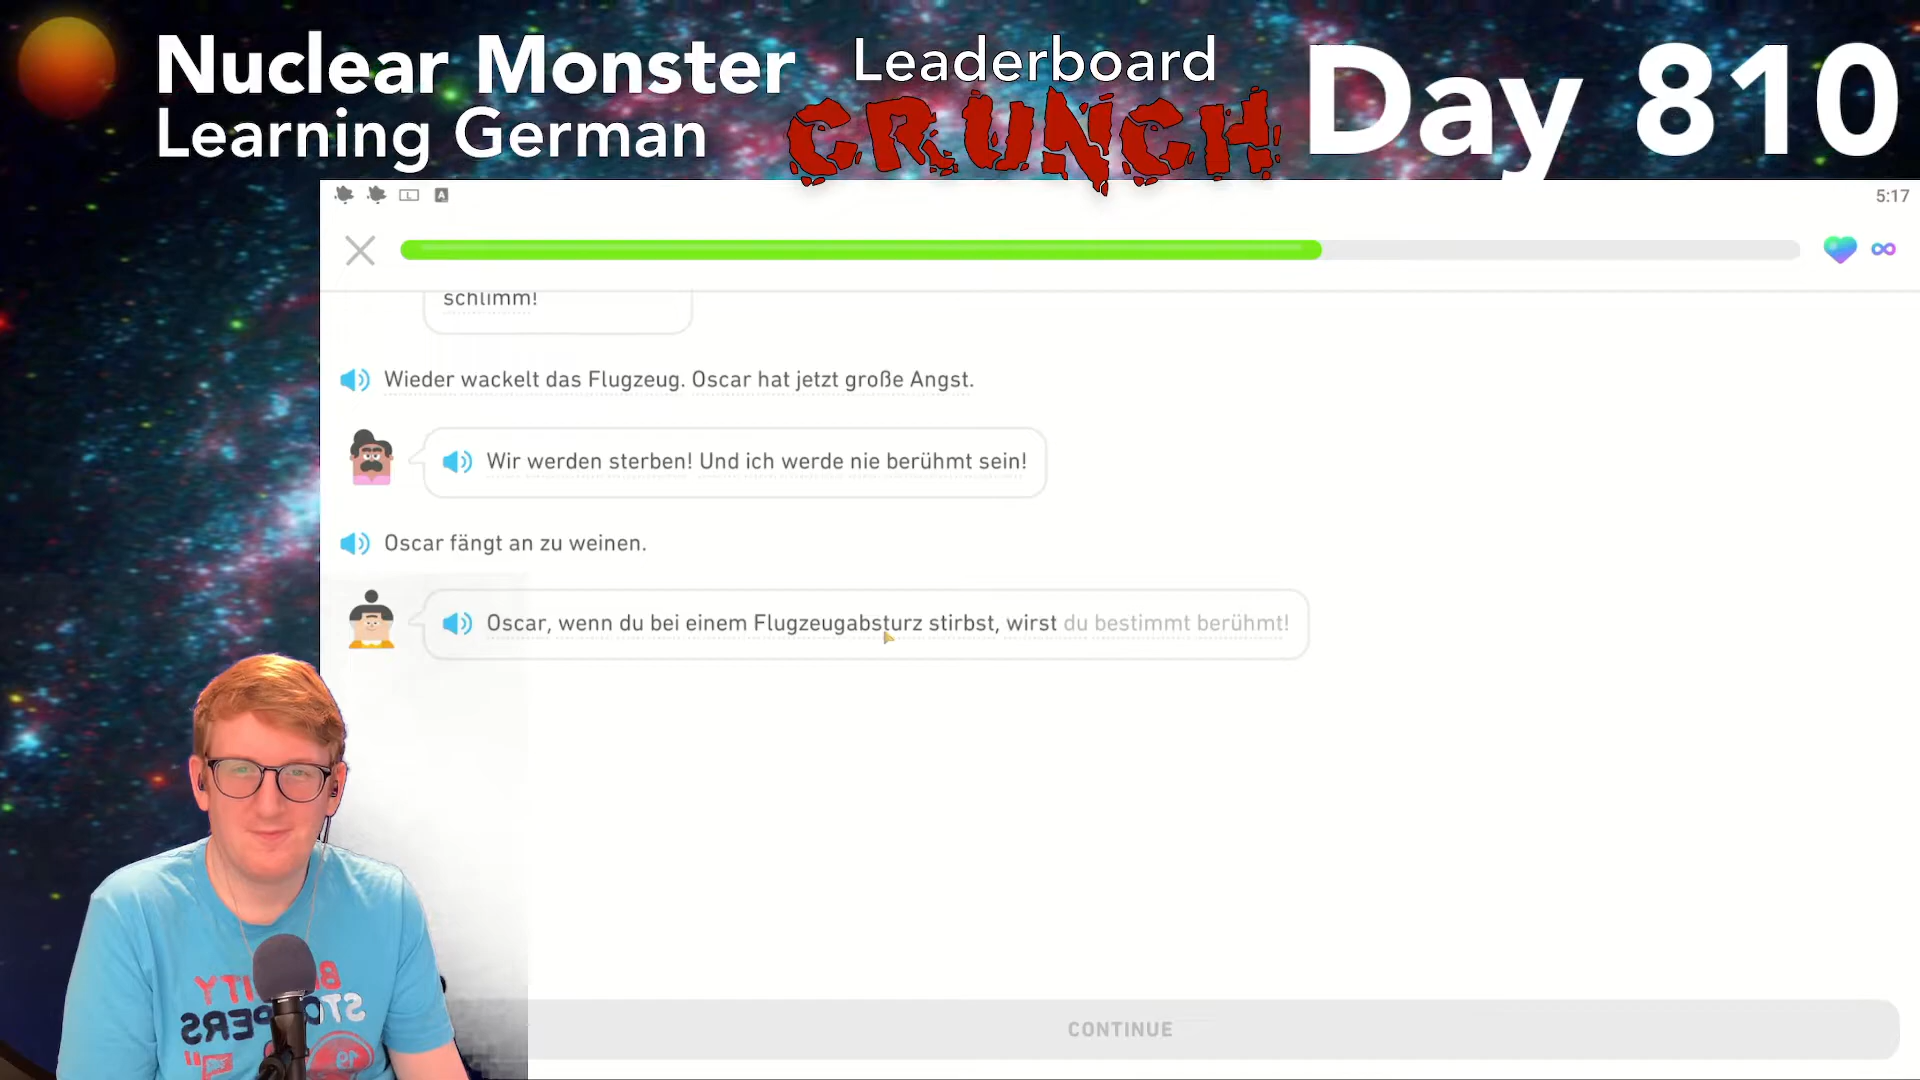 Nuclear Monster
Learning German
Leaderboard
CRUNCH
Day 810
L
A
5:17
schlimm!
Wieder wackelt das Flugzeug. Oscar hat jetzt große Angst.
Wir werden sterben! Und ich werde nie berühmt sein!
Oscar fängt an zu weinen.
Oscar, wenn du bei einem Flugzeugabsturz stirbst, wirst du bestimmt berühmt!
CONTINUE